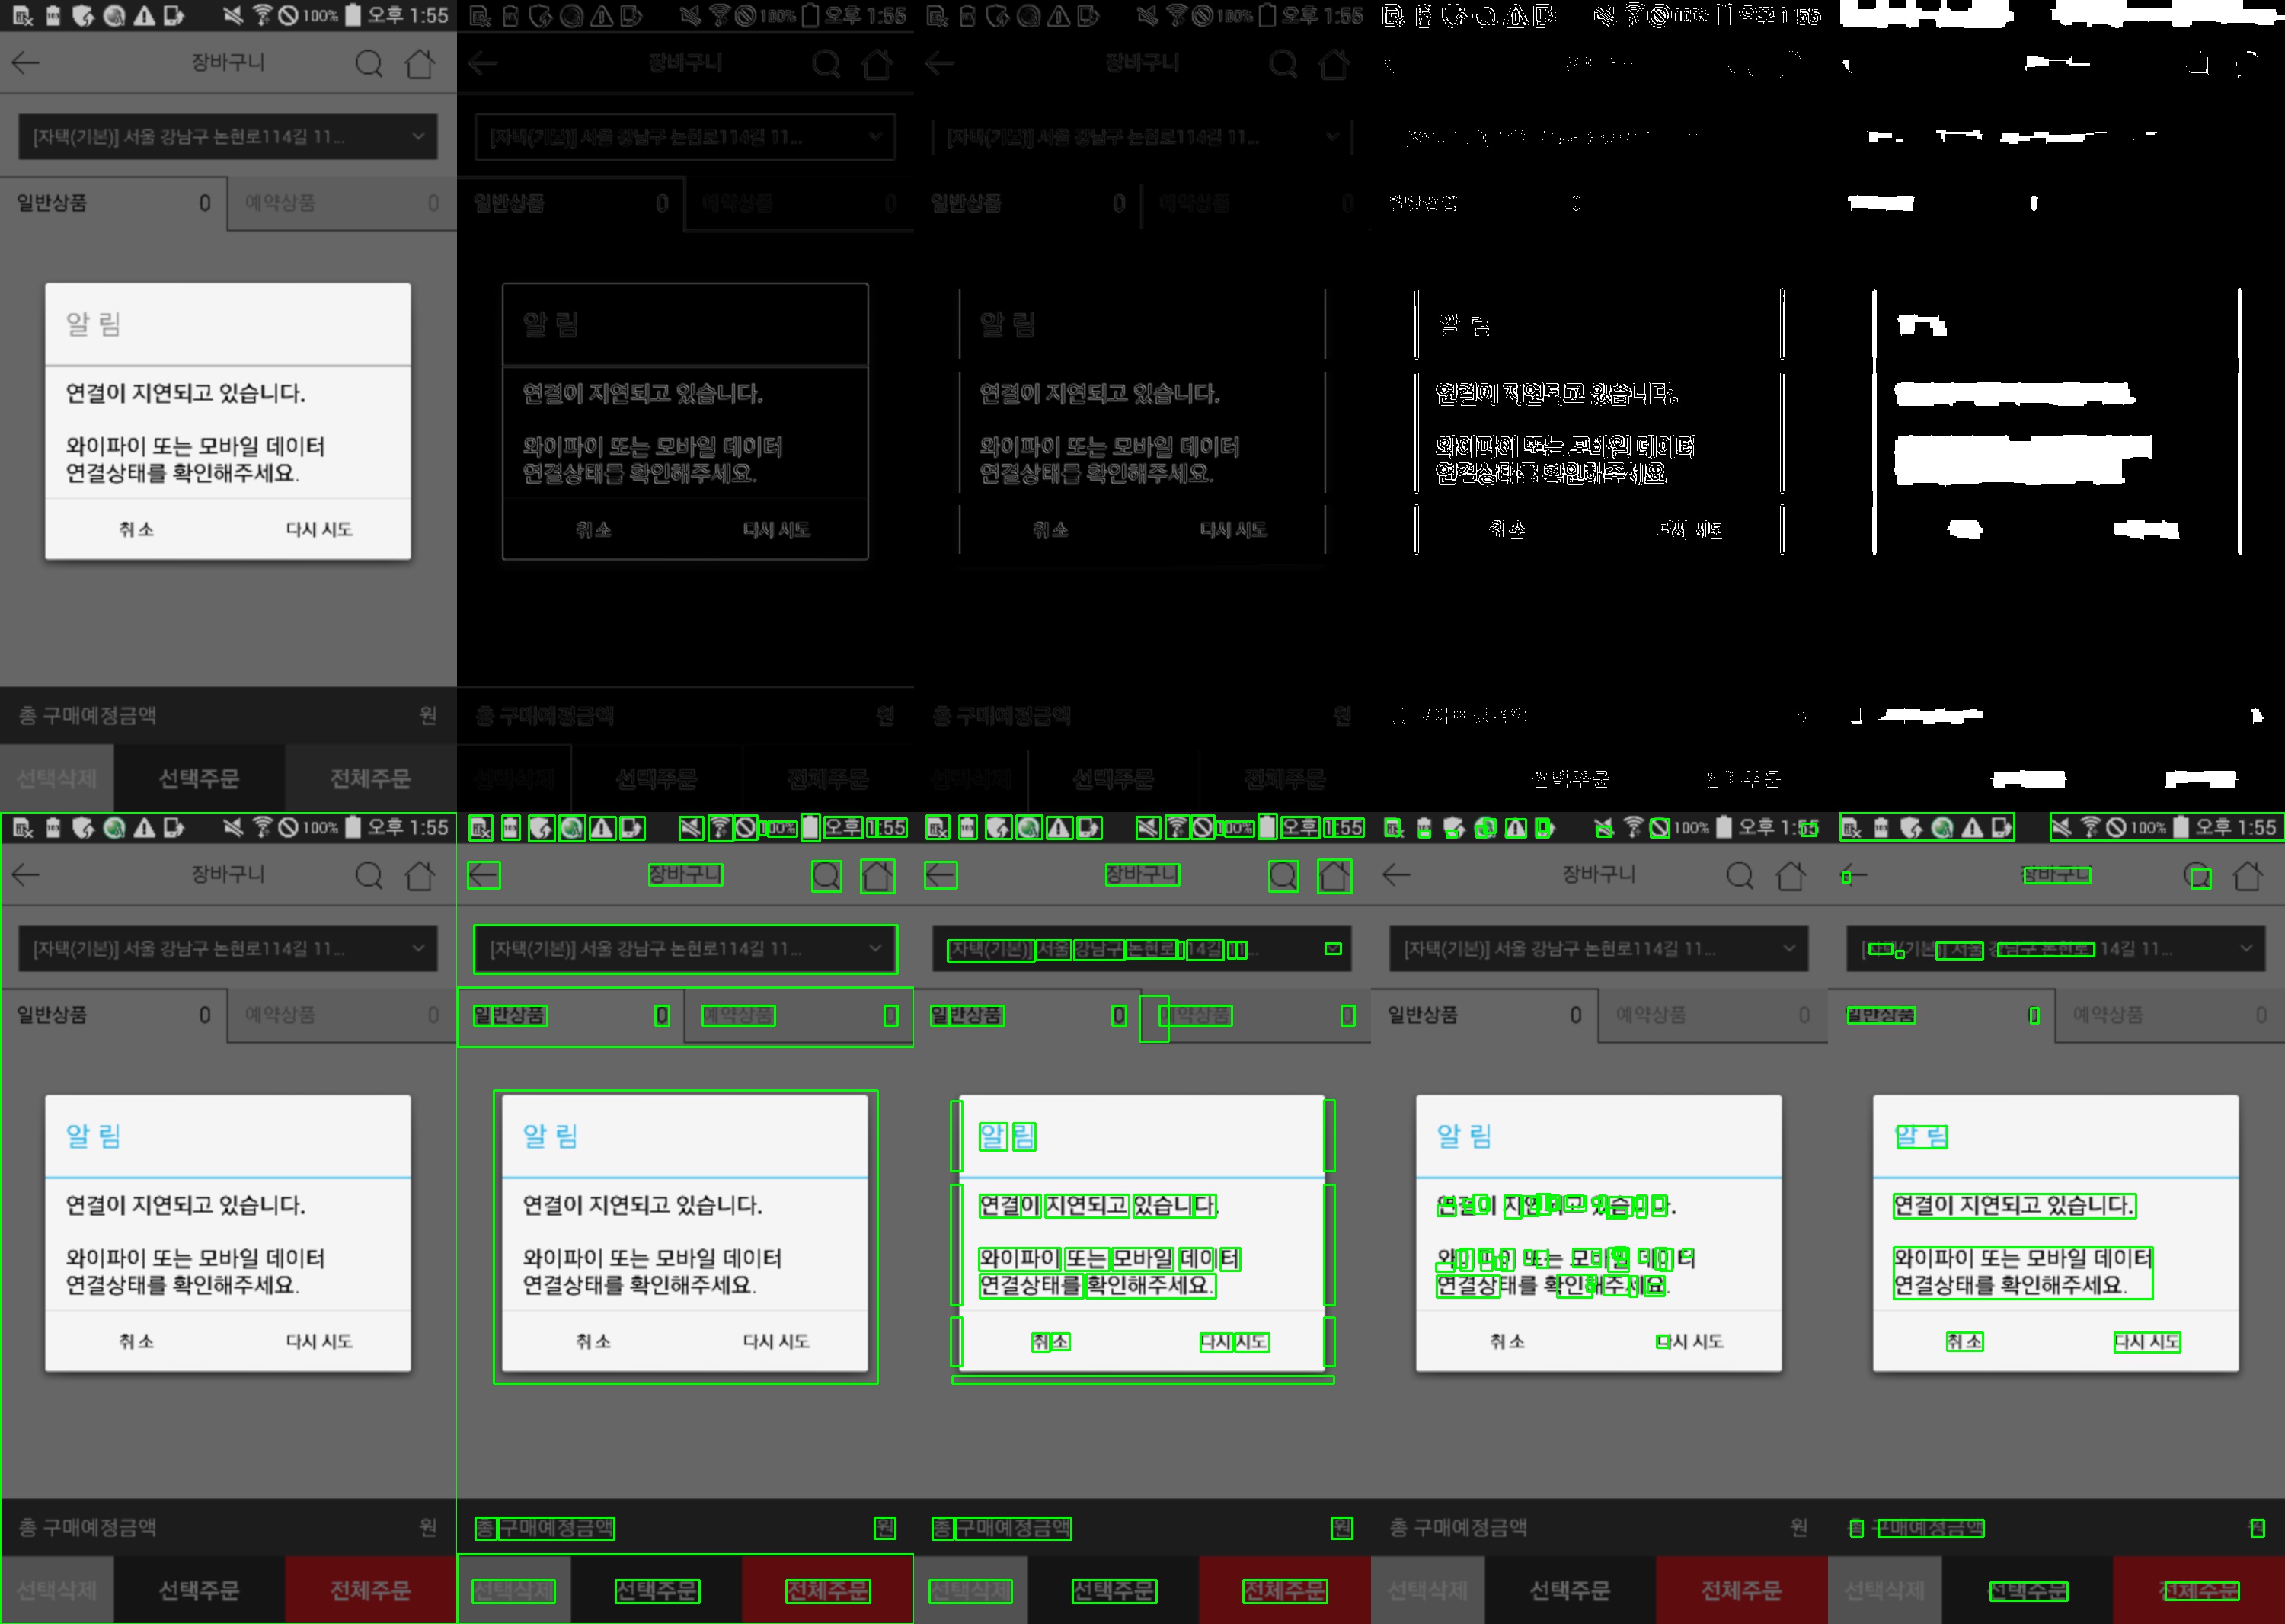 100% 오후 1:55
장바구니
[자택(기본)] 서울 강남구 논현로114길 11...
일반상품 0 예약상품 0
알 림
연결이 지연되고 있습니다.
와이파이 또는 모바일 데이터
연결상태를 확인해주세요.
취소 다시 시도
총 구매예정금액 원
선택삭제 선택주문 전체주문
100% 오후 1:55
장바구니
[자택(기본)] 서울 강남구 논현로114길 11...
일반상품 0 예약상품 0
알 림
연결이 지연되고 있습니다.
와이파이 또는 모바일 데이터
연결상태를 확인해주세요.
취소 다시 시도
총 구매예정금액 원
선택삭제 선택주문 전체주문
100% 오후 1:55
장바구니
[자택(기본)] 서울 강남구 논현로114길 11...
일반상품 0 예약상품 0
알 림
연결이 지연되고 있습니다.
와이파이 또는 모바일 데이터
연결상태를 확인해주세요.
취소 다시 시도
총 구매예정금액 원
선택삭제 선택주문 전체주문
100% 오후 1:55
일반상품 0
알 림
연결이 지연되고 있습니다.
와이파이 또는 모바일 데이터
연결상태를 확인해주세요.
취소 다시 시도
선택주문 전체주문
100% 오후 1:55
장바구니
[자택(기본)] 서울 강남구 논현로114길 11...
일반상품 0 예약상품 0
알 림
연결이 지연되고 있습니다.
와이파이 또는 모바일 데이터
연결상태를 확인해주세요.
취소 다시 시도
총 구매예정금액 원
선택삭제 선택주문 전체주문
100% 오후 1:55
장바구니
[자택(기본)] 서울 강남구 논현로114길 11...
일반상품 0 예약상품 0
알 림
연결이 지연되고 있습니다.
와이파이 또는 모바일 데이터
연결상태를 확인해주세요.
취소 다시 시도
총 구매예정금액 원
선택삭제 선택주문 전체주문
100% 오후 1:55
장바구니
[자택(기본)] 서울 강남구 논현로114길 11...
일반상품 0 예약상품 0
알 림
연결이 지연되고 있습니다.
와이파이 또는 모바일 데이터
연결상태를 확인해주세요.
취소 다시 시도
총 구매예정금액 원
선택삭제 선택주문 전체주문
100% 오후 1:55
장바구니
[자택(기본)] 서울 강남구 논현로114길 11...
일반상품 0 예약상품 0
알 림
연결이 지연되고 있습니다.
와이파이 또는 모바일 데이터
연결상태를 확인해주세요.
취소 다시 시도
총 구매예정금액 원
선택삭제 선택주문 전체주문
100% 오후 1:55
장바구니
[자택(기본)] 서울 강남구 논현로114길 11...
일반상품 0 예약상품 0
알 림
연결이 지연되고 있습니다.
와이파이 또는 모바일 데이터
연결상태를 확인해주세요.
취소 다시 시도
총 구매예정금액 원
선택삭제 선택주문 전체주문